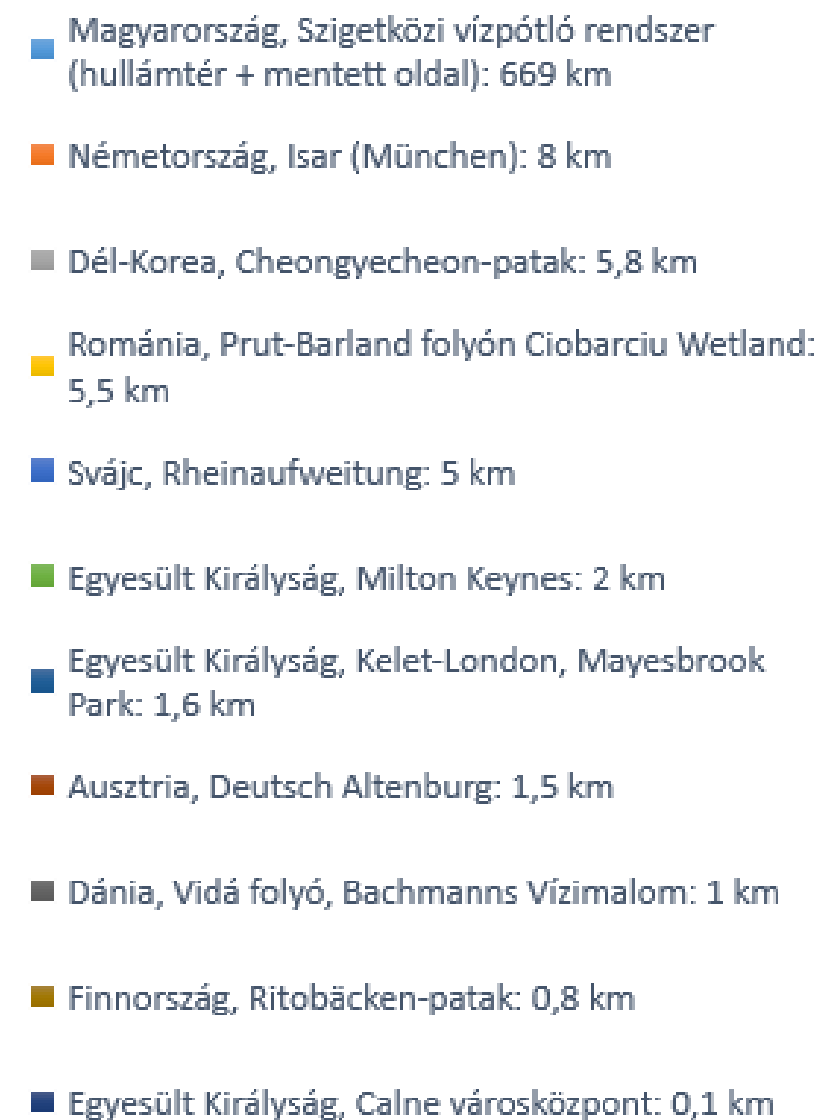 Magyarország, Szigetközi vízpótló rendszer
(hullámtér + mentett oldal): 669 km
Németország, Isar (München): 8 km
Dél-Korea, Cheongyecheon-patak: 5,8 km
Románia, Prut-Barland folyón Ciobarciu Wetland:
5,5 km
Svájc, Rheinaufweitung: 5 km
Egyesült Királyság, Milton Keynes: 2 km
Egyesült Királyság, Kelet-London, Mayesbrook
Park: 1,6 km
Ausztria, Deutsch Altenburg: 1,5 km
Dánia, Vidá folyó, Bachmanns Vízimalom: 1 km
Finnország, Ritobäcken-patak: 0,8 km
Egyesült Királyság, Calne városközpont: 0,1 km